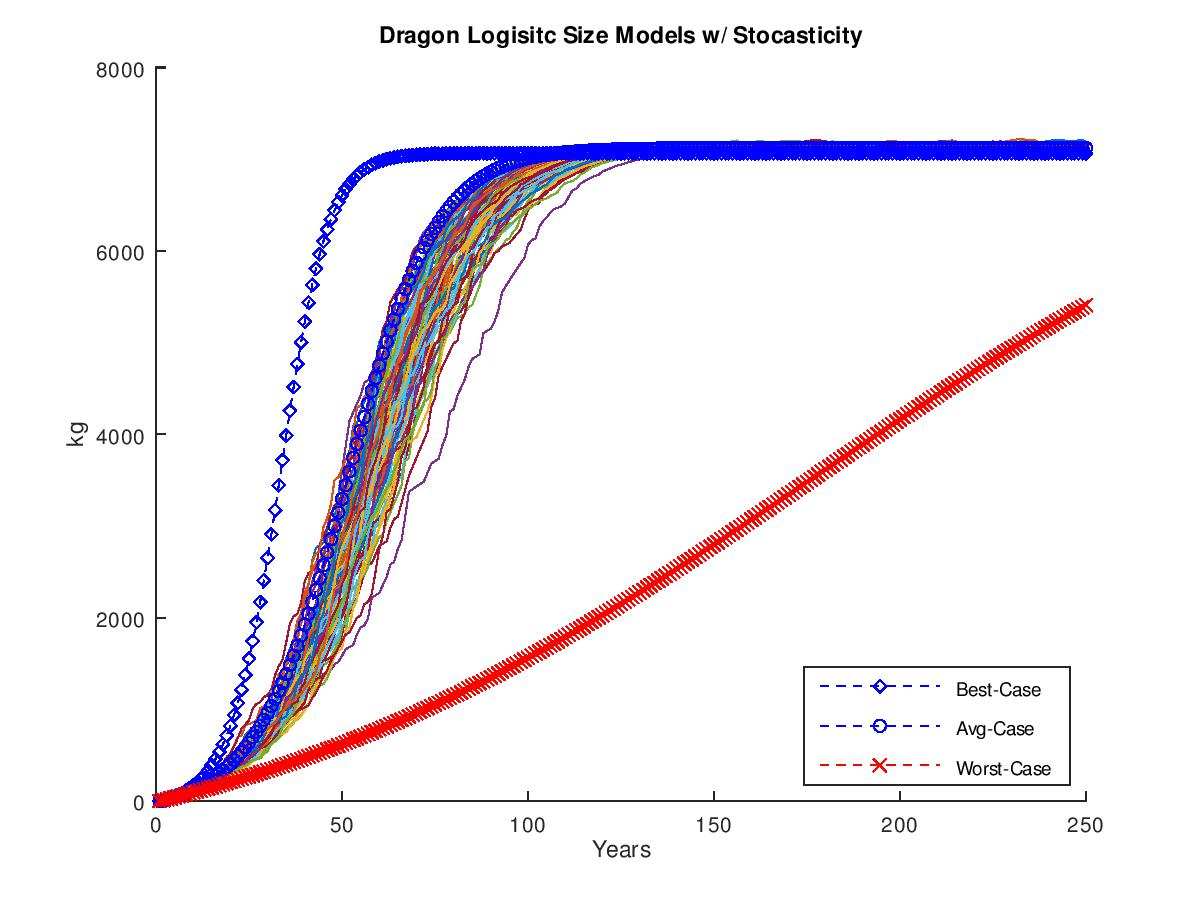 Dragon Logisitc Size Models w/ Stocasticity
8000
6000
4000
2000
0
kg
0 50 100 150 200 250
Years
Best-Case
Avg-Case
Worst-Case